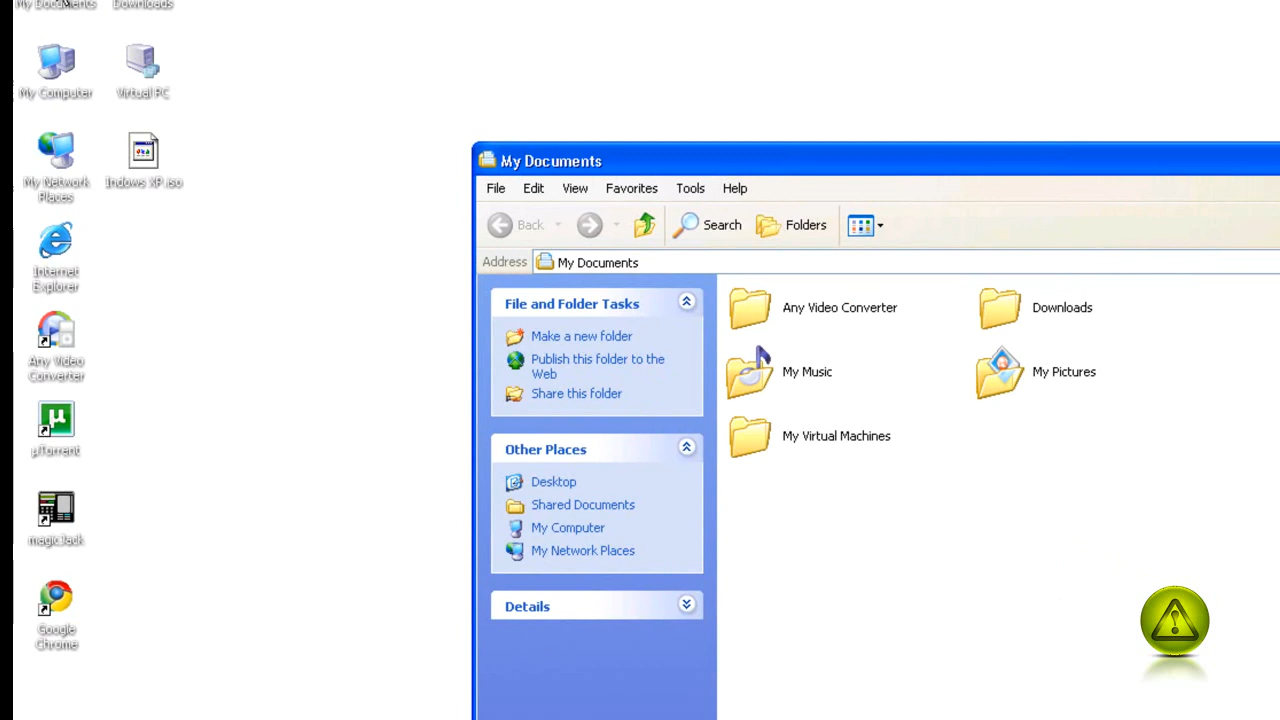 My Documents
Downloads
My Computer
Virtual PC
My Network
Places
indows XP.iso
Internet
Explorer
Any Video
Converter
µTorrent
magicJack
Google
Chrome
My Documents
File Edit View Favorites Tools Help
Back Search Folders
Address My Documents
File and Folder Tasks
Make a new folder
Publish this folder to the
Web
Share this folder
Other Places
Desktop
Shared Documents
My Computer
My Network Places
Details
Any Video Converter
Downloads
My Music
My Pictures
My Virtual Machines